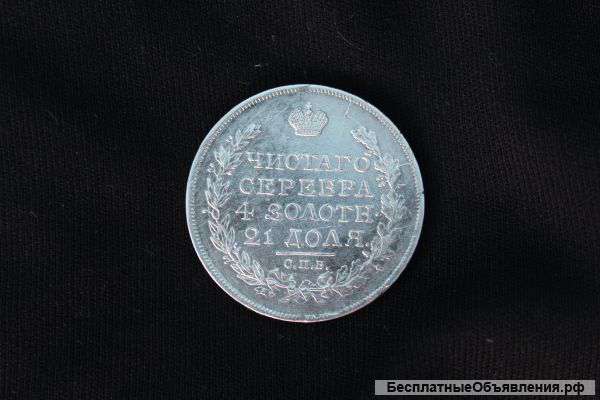 ЧИСТАГО
СЕРЕБРА
4 ЗОЛОТН
21 ДОЛЯ.
С.П.Б.
БесплатныеОбъявления.рф